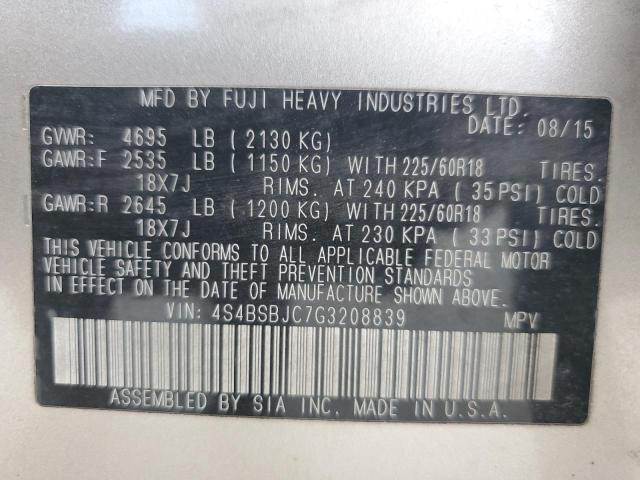 MFD BY FUJI HEAVY INDUSTRIES LTD.
DATE: 08/15
GVWR: 4695 LB ( 2130 KG)
GAWR:F 2535 LB ( 1150 KG) WITH 225/60R18 TIRES.
18X7J RIMS. AT 240 KPA ( 35 PSI) COLD
GAWR:R 2645 LB ( 1200 KG) WITH 225/60R18 TIRES.
18X7J RIMS. AT 230 KPA ( 33 PSI) COLD
THIS VEHICLE CONFORMS TO ALL APPLICABLE FEDERAL MOTOR
VEHICLE SAFETY AND THEFT PREVENTION STANDARDS
IN EFFECT ON THE DATE OF MANUFACTURE SHOWN ABOVE.
VIN: 4S4BSBJC7G3208839 MPV
ASSEMBLED BY SIA INC. MADE IN U.S.A.